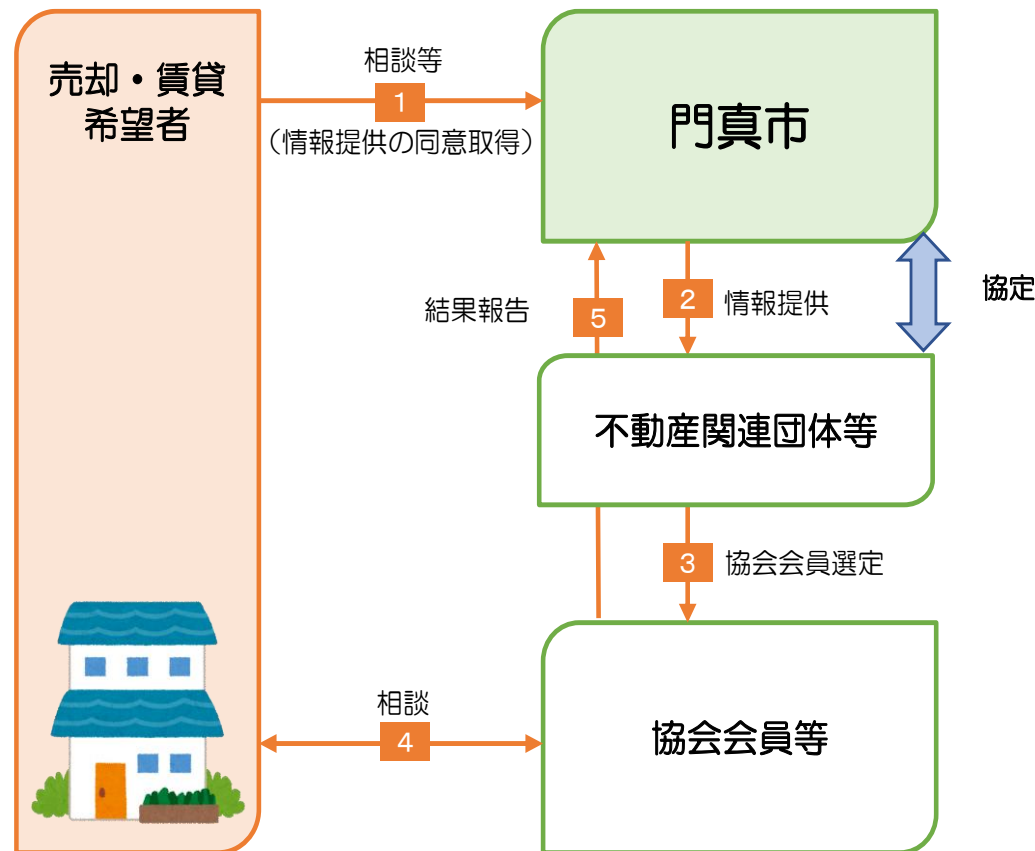 売却・賃貸
希望者
相談等
1
（情報提供の同意取得）
門真市
結果報告
5
2
情報提供
協定
不動産関連団体等
3
協会会員選定
相談
4
協会会員等